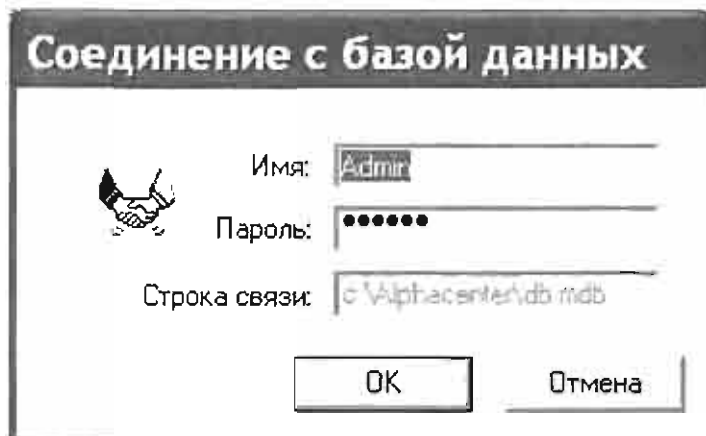 Соединение с базой данных
Имя: Admin
Пароль: ••••••
Строка связи: c:\Alphacenter\db.mdb
OK
Отмена